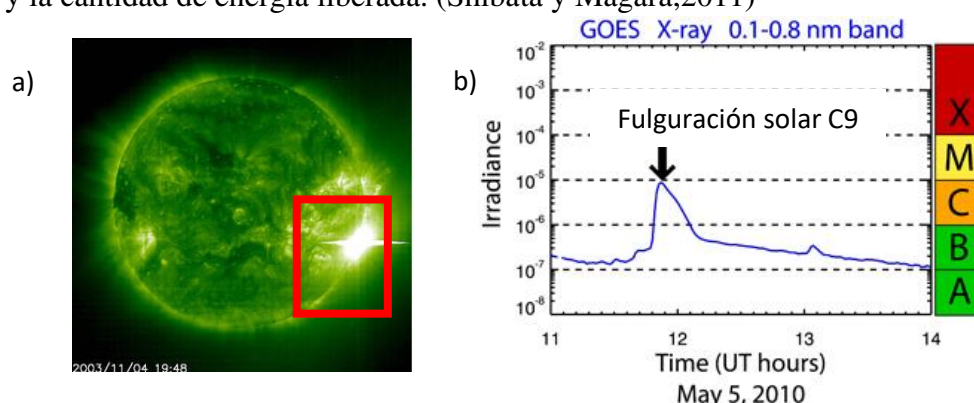 y la cantidad de energía liberada. (Shibata y Magara,2011)
a)
2003/11/04 19:48
b)
GOES X-ray 0.1-0.8 nm band
Irradiance
10-2
10-3
10-4
10-5
10-6
10-7
10-8
Fulguración solar C9
X
M
C
B
A
11
12
13
14
Time (UT hours)
May 5, 2010